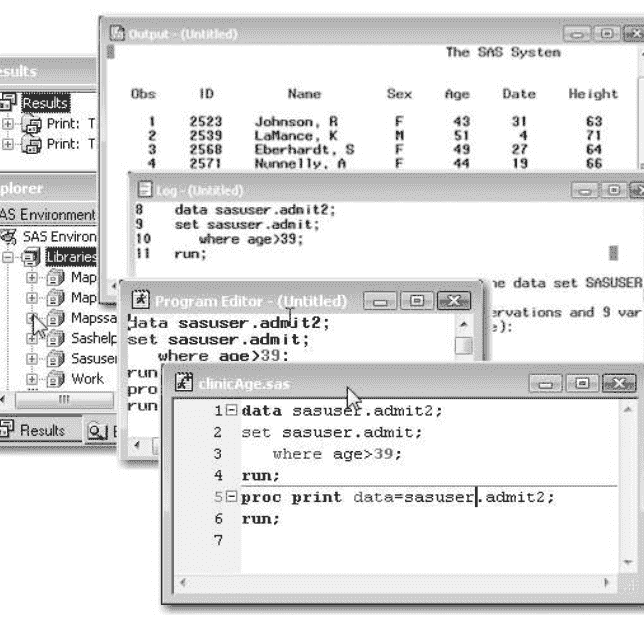 Output - (Untitled)
The SAS System
Obs ID Name Sex Age Date Height
1 2523 Johnson, R F 43 31 63
2 2539 LaMance, K M 51 4 71
3 2568 Eberhardt, S F 49 27 64
4 2571 Nunnelly, A F 44 19 66
esults
Results
Print: T
Print: T
plorer
AS Environment
SAS Environ
Libraries
Map
Map
Mapssa
Sashelp
Sasuser
Work
Results
Log - (Untitled)
8 data sasuser.admit2;
9 set sasuser.admit;
10 where age>39;
11 run;
he data set SASUSER
ervations and 9 var
e):
Program Editor - (Untitled)
data sasuser.admit2;
set sasuser.admit;
where age>39;
run
pro
run
clinicAge.sas
1 data sasuser.admit2;
2 set sasuser.admit;
3 where age>39;
4 run;
5 proc print data=sasuser.admit2;
6 run;
7